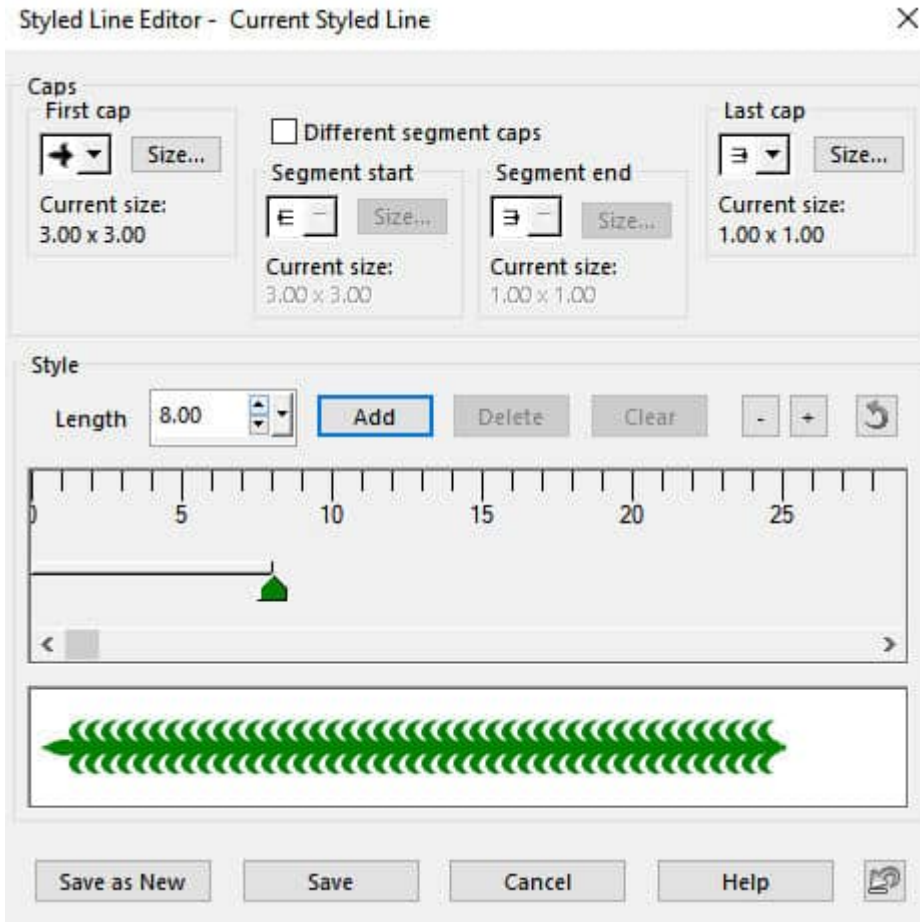 Styled Line Editor - Current Styled Line
Caps
First cap
Size...
Current size:
3.00 x 3.00
Different segment caps
Segment start
Size...
Current size:
3.00 x 3.00
Segment end
Size...
Current size:
1.00 x 1.00
Last cap
Size...
Current size:
1.00 x 1.00
Style
Length 8.00 Add Delete Clear - +
0 5 10 15 20 25
Save as New Save Cancel Help